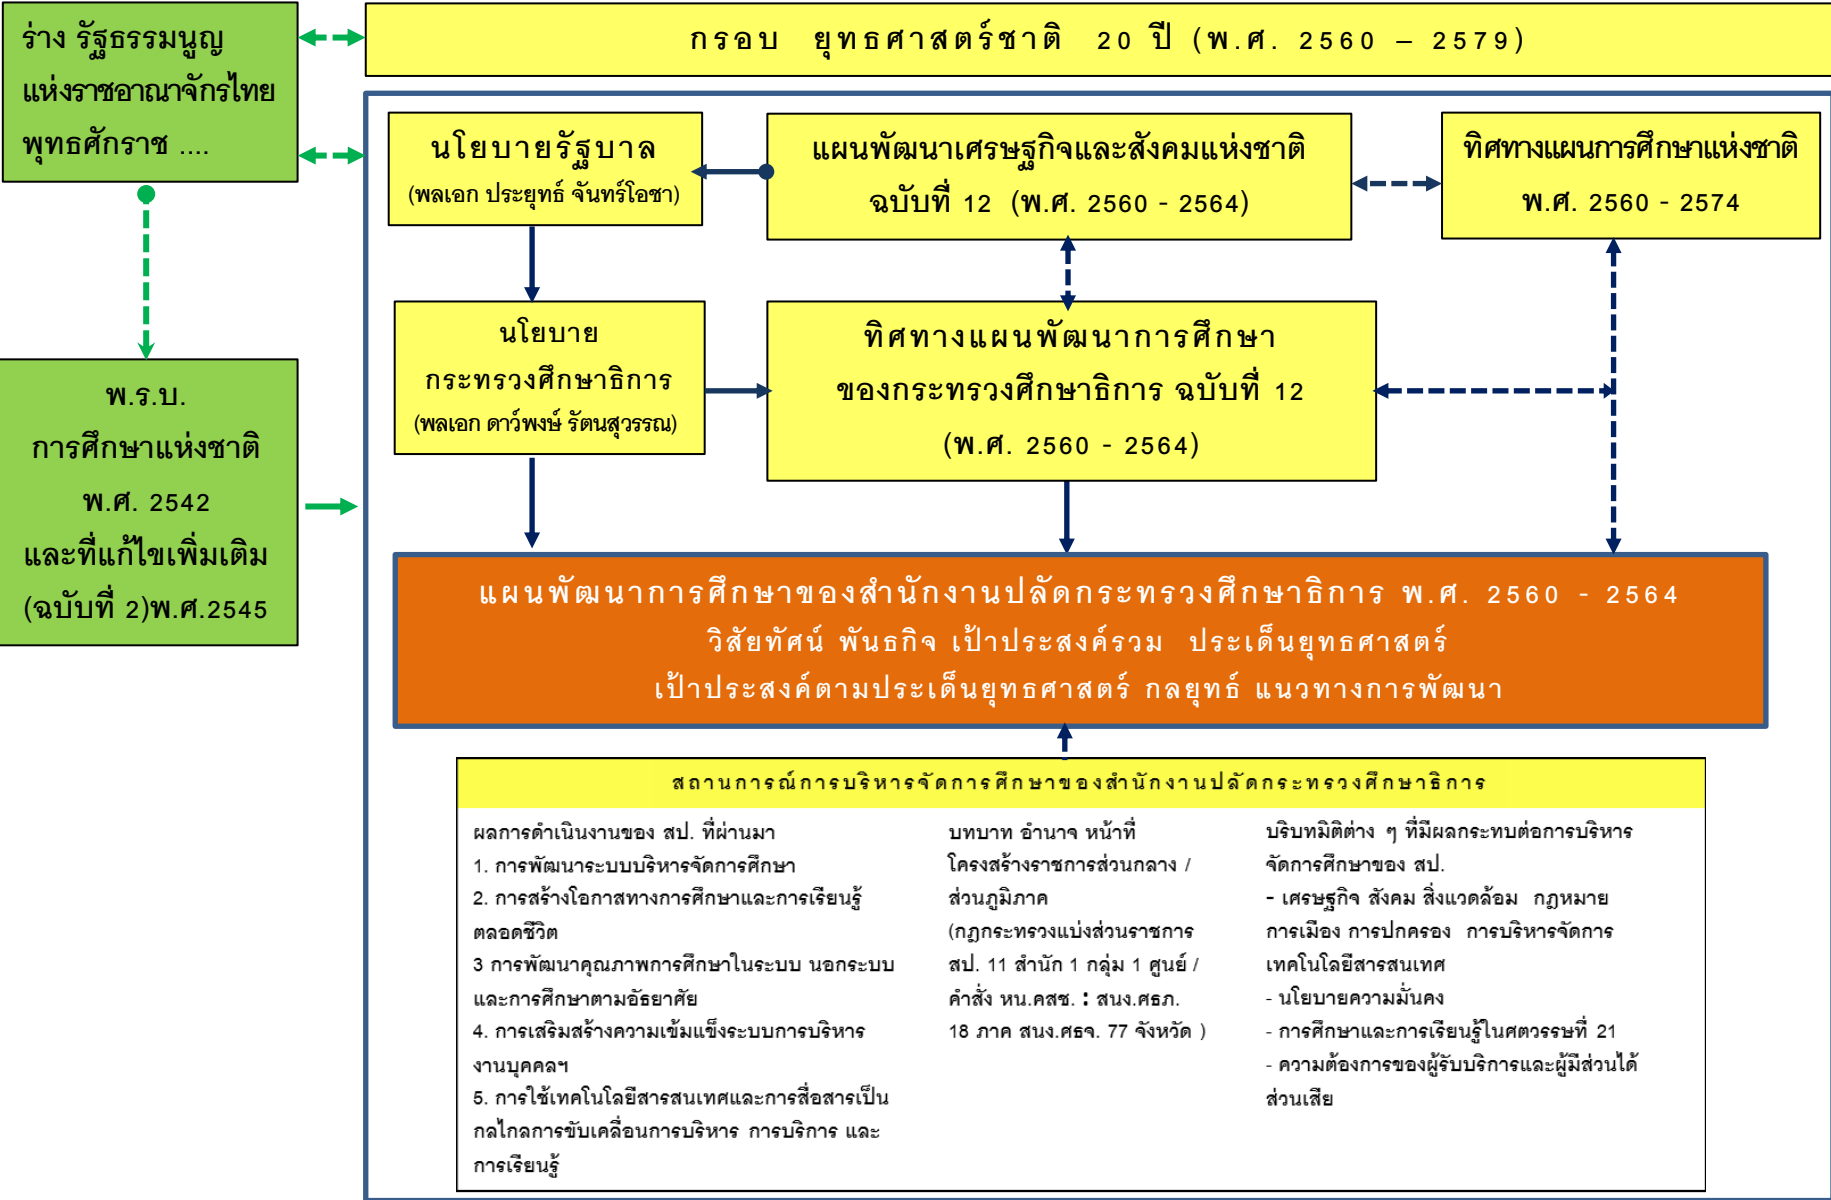 ร่าง รัฐธรรมนูญ
แห่งราชอาณาจักรไทย
พุทธศักราช ....
กรอบ ยุทธศาสตร์ชาติ 20 ปี (พ.ศ. 2560 – 2579)
นโยบายรัฐบาล
(พลเอก ประยุทธ์ จันทร์โอชา)
แผนพัฒนาเศรษฐกิจและสังคมแห่งชาติ
ฉบับที่ 12 (พ.ศ. 2560 - 2564)
ทิศทางแผนการศึกษาแห่งชาติ
พ.ศ. 2560 - 2574
นโยบาย
กระทรวงศึกษาธิการ
(พลเอก ดาว์พงษ์ รัตนสุวรรณ)
ทิศทางแผนพัฒนาการศึกษา
ของกระทรวงศึกษาธิการ ฉบับที่ 12
(พ.ศ. 2560 - 2564)
พ.ร.บ.
การศึกษาแห่งชาติ
พ.ศ. 2542
และที่แก้ไขเพิ่มเติม
(ฉบับที่ 2)พ.ศ.2545
แผนพัฒนาการศึกษาของสำนักงานปลัดกระทรวงศึกษาธิการ พ.ศ. 2560 - 2564
วิสัยทัศน์ พันธกิจ เป้าประสงค์รวม ประเด็นยุทธศาสตร์
เป้าประสงค์ตามประเด็นยุทธศาสตร์ กลยุทธ์ แนวทางการพัฒนา
สถานการณ์การบริหารจัดการศึกษาของสำนักงานปลัดกระทรวงศึกษาธิการ
ผลการดำเนินงานของ สป. ที่ผ่านมา
1. การพัฒนาระบบบริหารจัดการศึกษา
2. การสร้างโอกาสทางการศึกษาและการเรียนรู้
ตลอดชีวิต
3 การพัฒนาคุณภาพการศึกษาในระบบ นอกระบบ
และการศึกษาตามอัธยาศัย
4. การเสริมสร้างความเข้มแข็งระบบการบริหาร
งานบุคคลฯ
5. การใช้เทคโนโลยีสารสนเทศและการสื่อสารเป็น
กลไกลการขับเคลื่อนการบริหาร การบริการ และ
การเรียนรู้
บทบาท อำนาจ หน้าที่
โครงสร้างราชการส่วนกลาง /
ส่วนภูมิภาค
(กฎกระทรวงแบ่งส่วนราชการ
สป. 11 สำนัก 1 กลุ่ม 1 ศูนย์ /
คำสั่ง หน.คสช. : สนง.ศธภ.
18 ภาค สนง.ศธจ. 77 จังหวัด )
บริบทมิติต่าง ๆ ที่มีผลกระทบต่อการบริหาร
จัดการศึกษาของ สป.
- เศรษฐกิจ สังคม สิ่งแวดล้อม กฎหมาย
การเมือง การปกครอง การบริหารจัดการ
เทคโนโลยีสารสนเทศ
- นโยบายความมั่นคง
- การศึกษาและการเรียนรู้ในศตวรรษที่ 21
- ความต้องการของผู้รับบริการและผู้มีส่วนได้
ส่วนเสีย